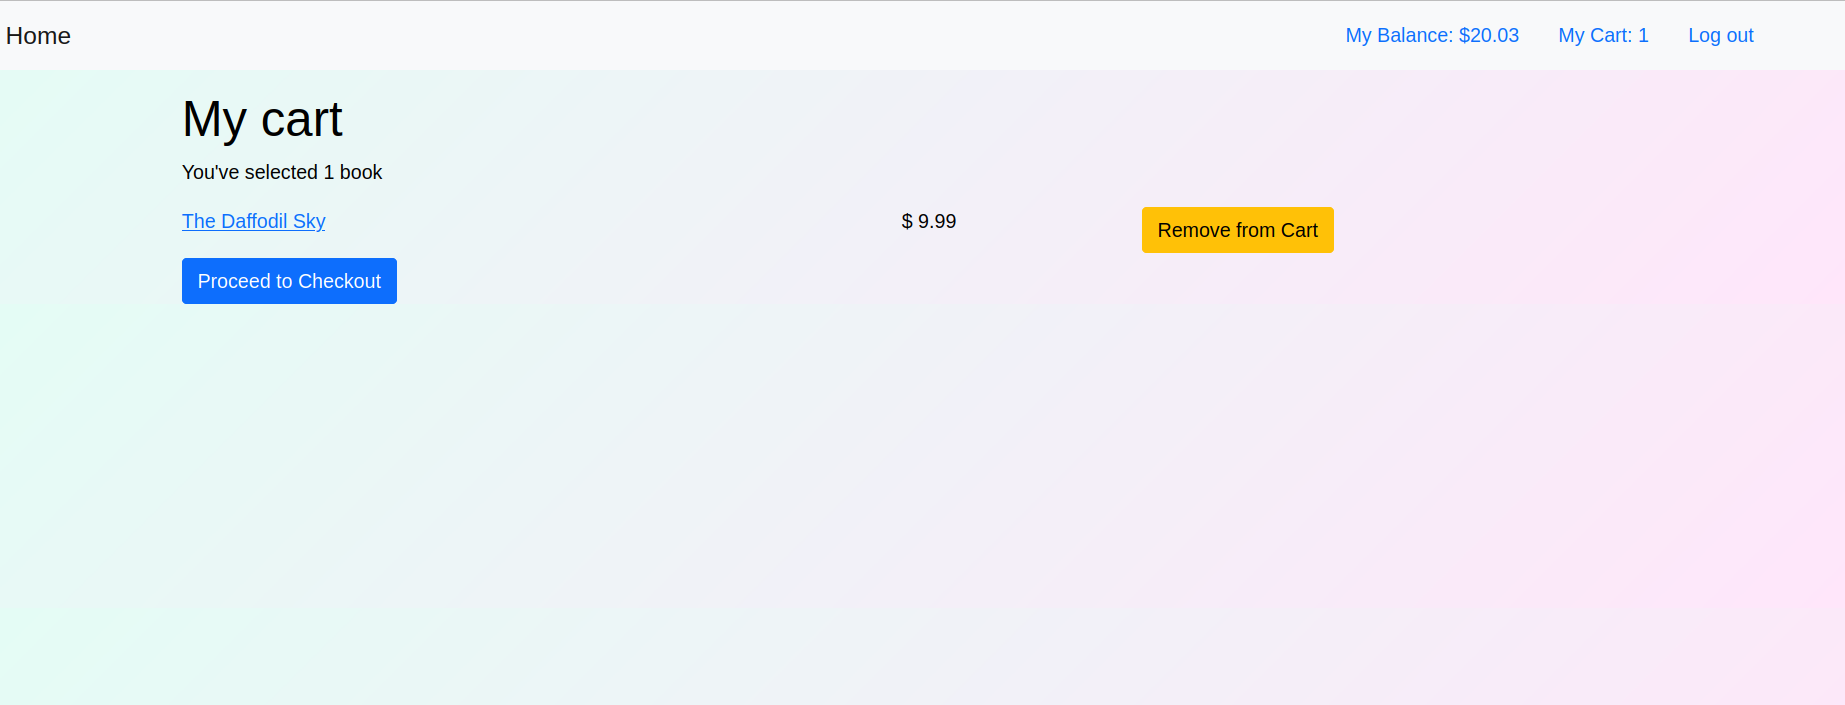 Home My Balance: $20.03 My Cart: 1 Log out
My cart
You've selected 1 book
The Daffodil Sky $ 9.99 Remove from Cart
Proceed to Checkout